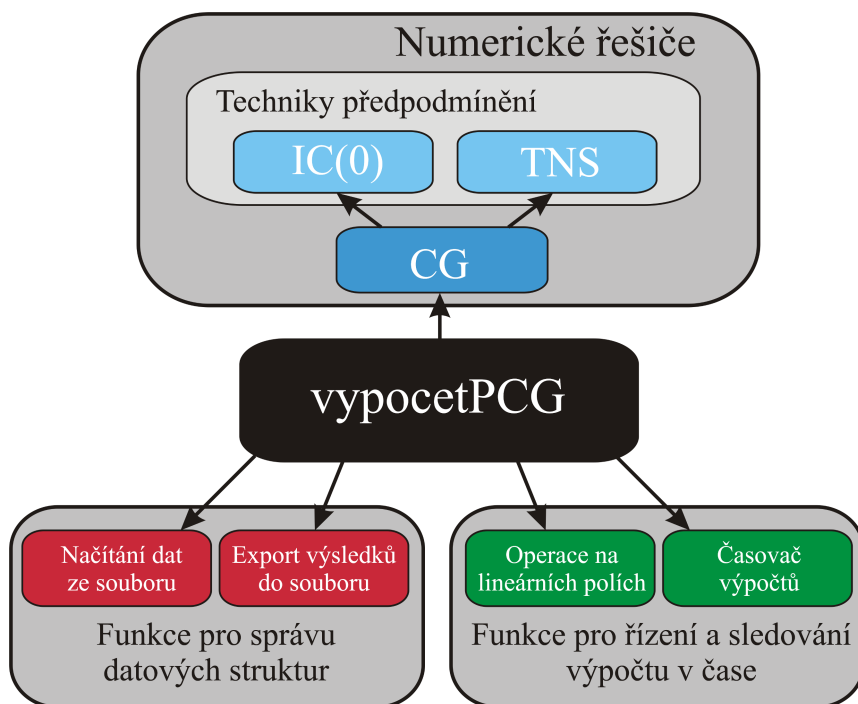 Numerické řešiče
Techniky předpodmínění
IC(0)
TNS
CG
vypocetPCG
Načítání dat
ze souboru
Export výsledků
do souboru
Funkce pro správu
datových struktur
Operace na
lineárních polích
Časovač
výpočtů
Funkce pro řízení a sledování
výpočtu v čase